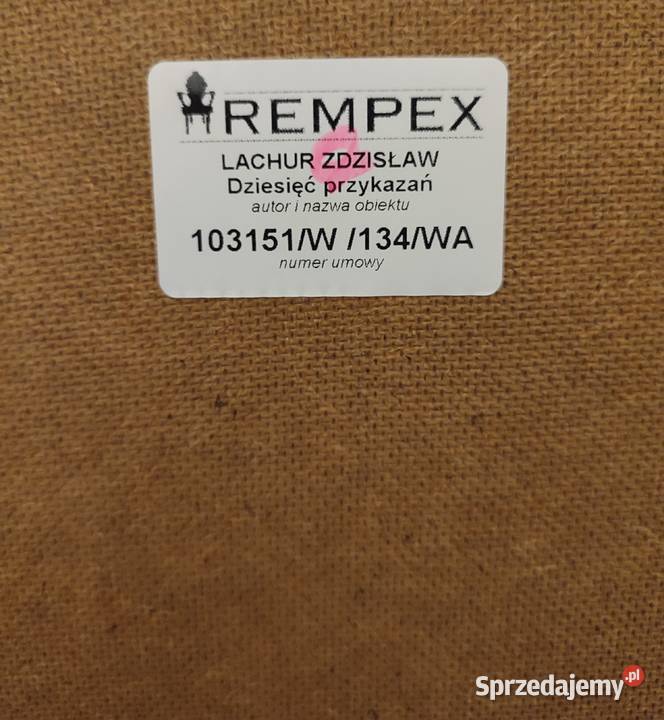 REMPEX
LACHUR ZDZISŁAW
Dziesięć przykazań
autor i nazwa obiektu
103151/W /134/WA
numer umowy
Sprzedajemy.pl